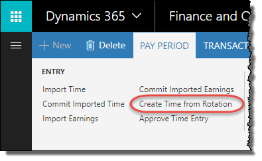 Dynamics 365 Finance and
+ New Delete PAY PERIOD
ENTRY
Import Time
Commit Imported Time
Import Earnings
Commit Imported Earnings
Create Time from Rotation
Approve Time Entry